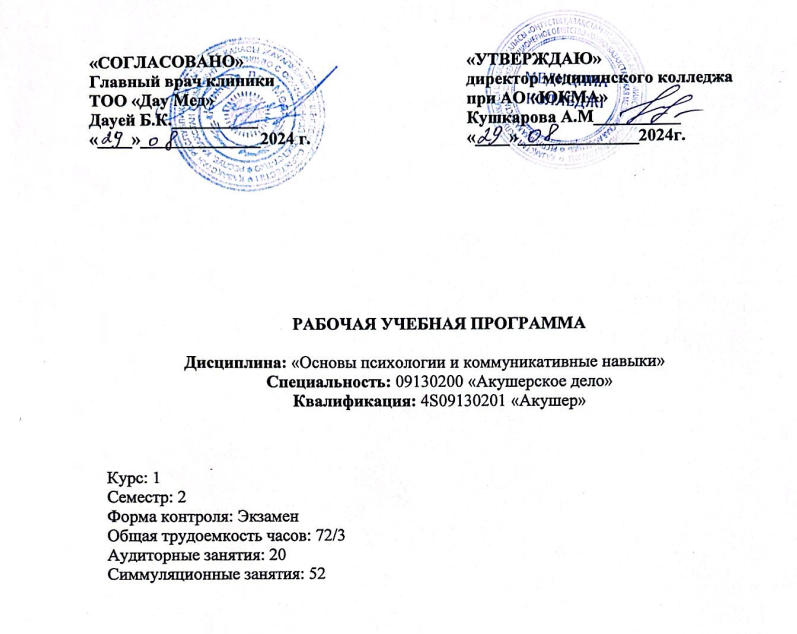 «СОГЛАСОВАНО»
Главный врач клиники
ТОО «Дау Мед»
Дауей Б.К.
«29» 08 2024 г.
«УТВЕРЖДАЮ»
директор медицинского колледжа
при АО «ЮКМА»
Кушкарова А.М
«29» 08 2024г.
РАБОЧАЯ УЧЕБНАЯ ПРОГРАММА
Дисциплина: «Основы психологии и коммуникативные навыки»
Специальность: 09130200 «Акушерское дело»
Квалификация: 4S09130201 «Акушер»
Курс: 1
Семестр: 2
Форма контроля: Экзамен
Общая трудоемкость часов: 72/3
Аудиторные занятия: 20
Симмуляционные занятия: 52